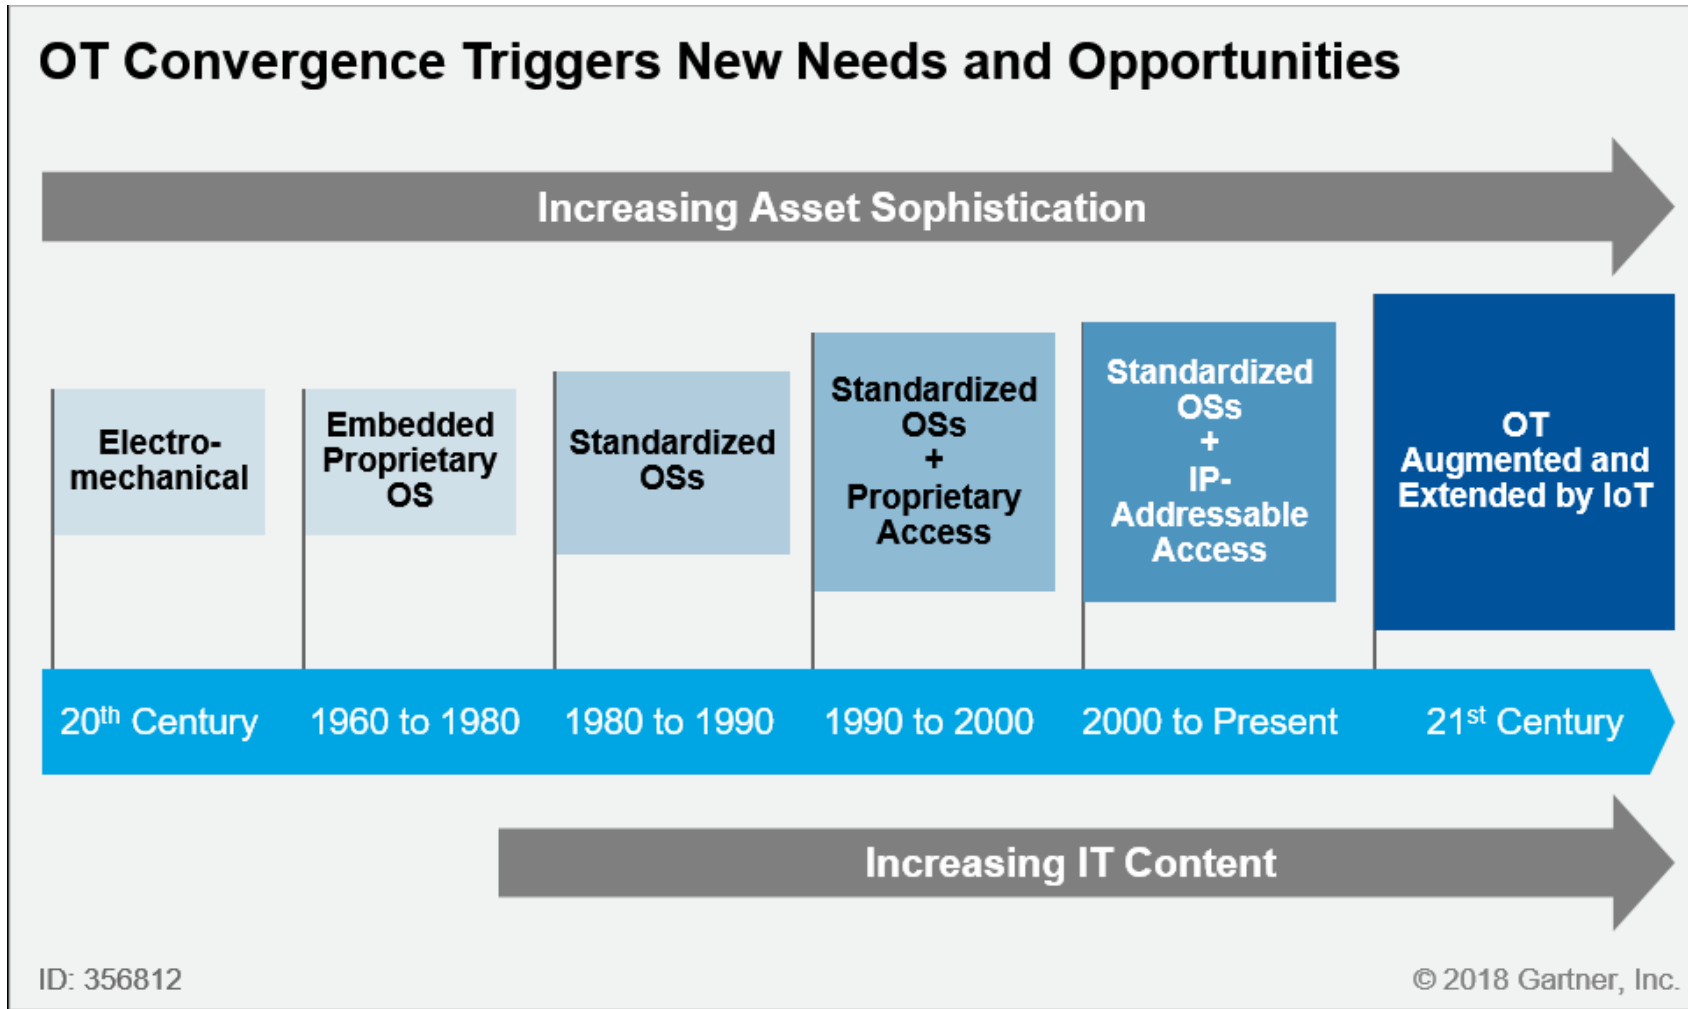 OT Convergence Triggers New Needs and Opportunities
Increasing Asset Sophistication
Electro-
mechanical
Embedded
Proprietary
OS
Standardized
OSs
Standardized
OSs
+
Proprietary
Access
Standardized
OSs
+
IP-
Addressable
Access
OT
Augmented and
Extended by IoT
20th Century
1960 to 1980
1980 to 1990
1990 to 2000
2000 to Present
21st Century
Increasing IT Content
ID: 356812
© 2018 Gartner, Inc.